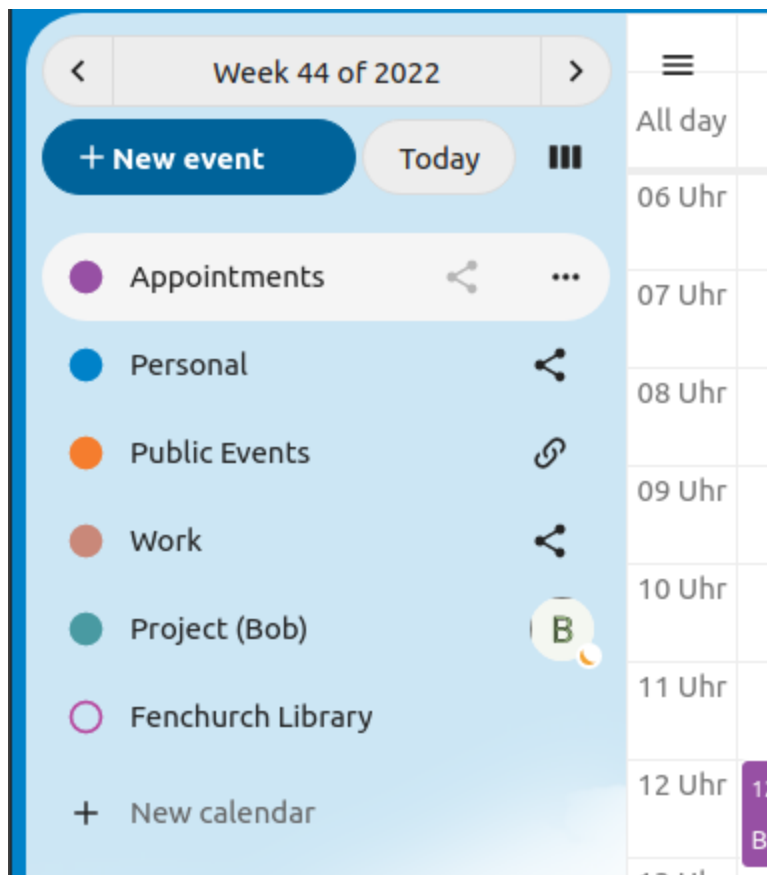 Week 44 of 2022
+ New event
Today
Appointments
Personal
Public Events
Work
Project (Bob)
B
Fenchurch Library
+ New calendar
All day
06 Uhr
07 Uhr
08 Uhr
09 Uhr
10 Uhr
11 Uhr
12 Uhr
B